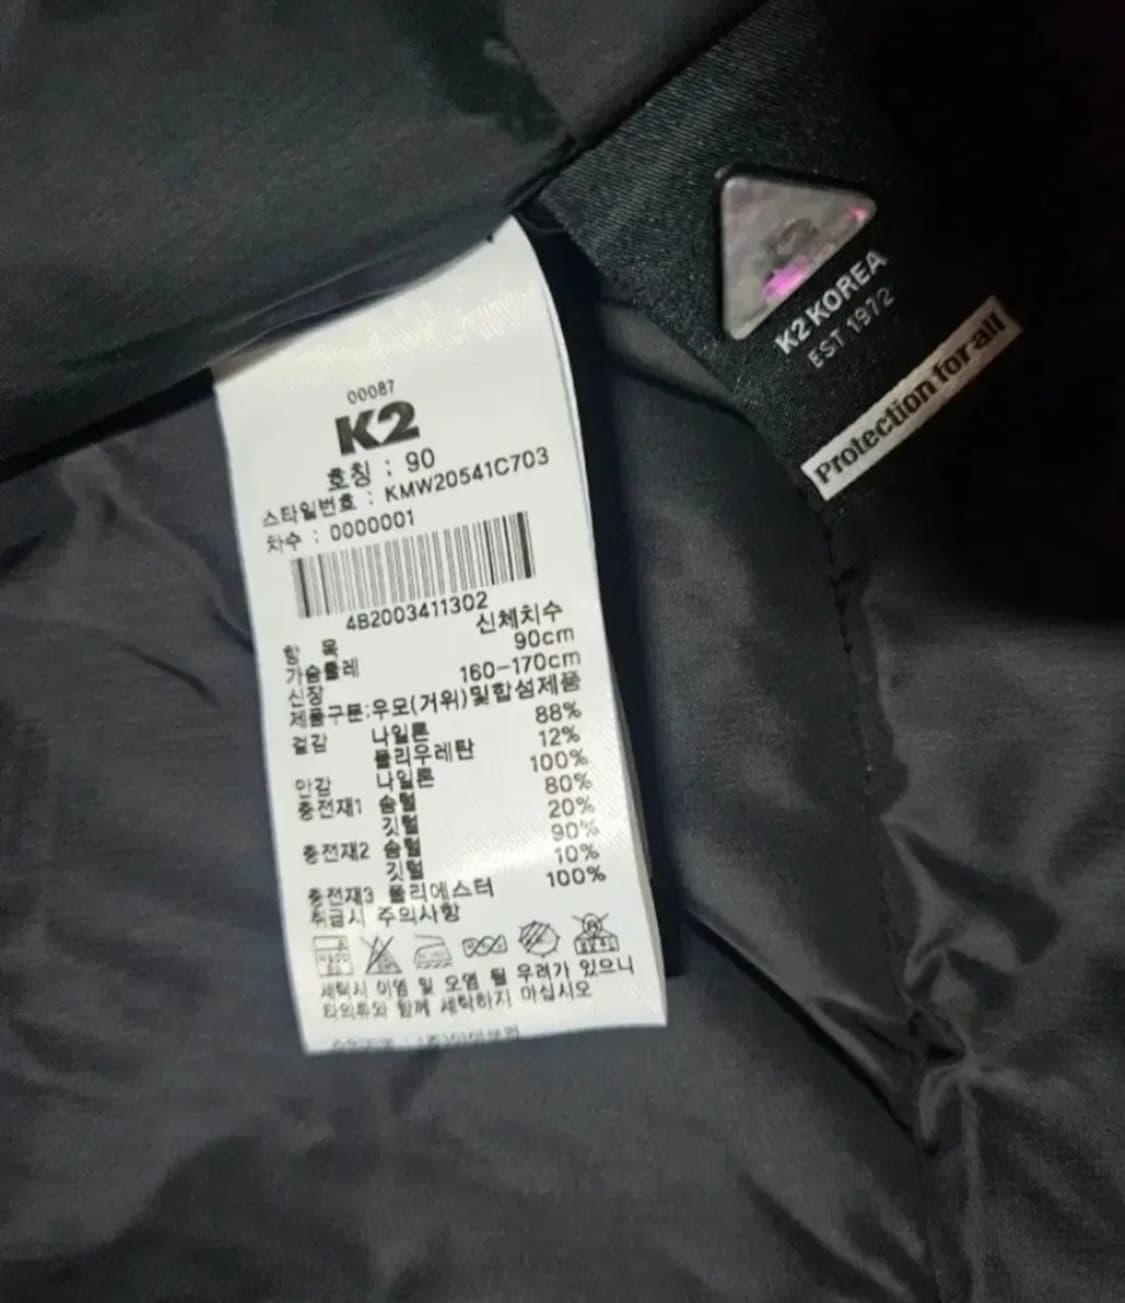 00087
K2
호칭 : 90
스타일번호 : KMW20541C703
차수 : 0000001
4B2003411302
항 목 신체치수
가슴둘레 90cm
신장 160-170cm
제품구분:우모(거위)및합섬제품
겉감 나일론 88%
폴리우레탄 12%
안감 나일론 100%
충전재1 솜털 80%
깃털 20%
충전재2 솜털 90%
깃털 10%
충전재3 폴리에스터 100%
취급시 주의사항
세탁시 이염 및 오염 될 우려가 있으니
타의류와 함께 세탁하지 마십시오
K2 KOREA
EST 1972
Protection for all